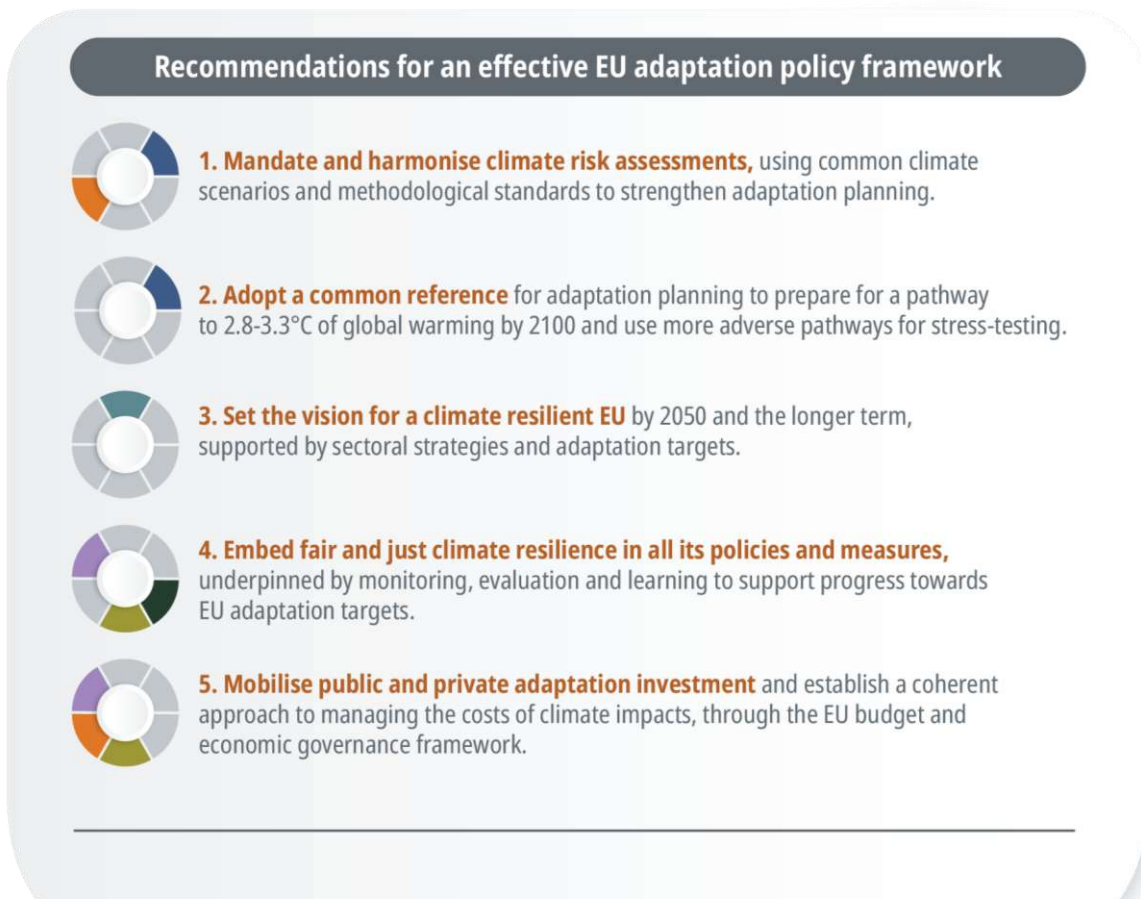 Recommendations for an effective EU adaptation policy framework
1. Mandate and harmonise climate risk assessments, using common climate
scenarios and methodological standards to strengthen adaptation planning.
2. Adopt a common reference for adaptation planning to prepare for a pathway
to 2.8-3.3°C of global warming by 2100 and use more adverse pathways for stress-testing.
3. Set the vision for a climate resilient EU by 2050 and the longer term,
supported by sectoral strategies and adaptation targets.
4. Embed fair and just climate resilience in all its policies and measures,
underpinned by monitoring, evaluation and learning to support progress towards
EU adaptation targets.
5. Mobilise public and private adaptation investment and establish a coherent
approach to managing the costs of climate impacts, through the EU budget and
economic governance framework.